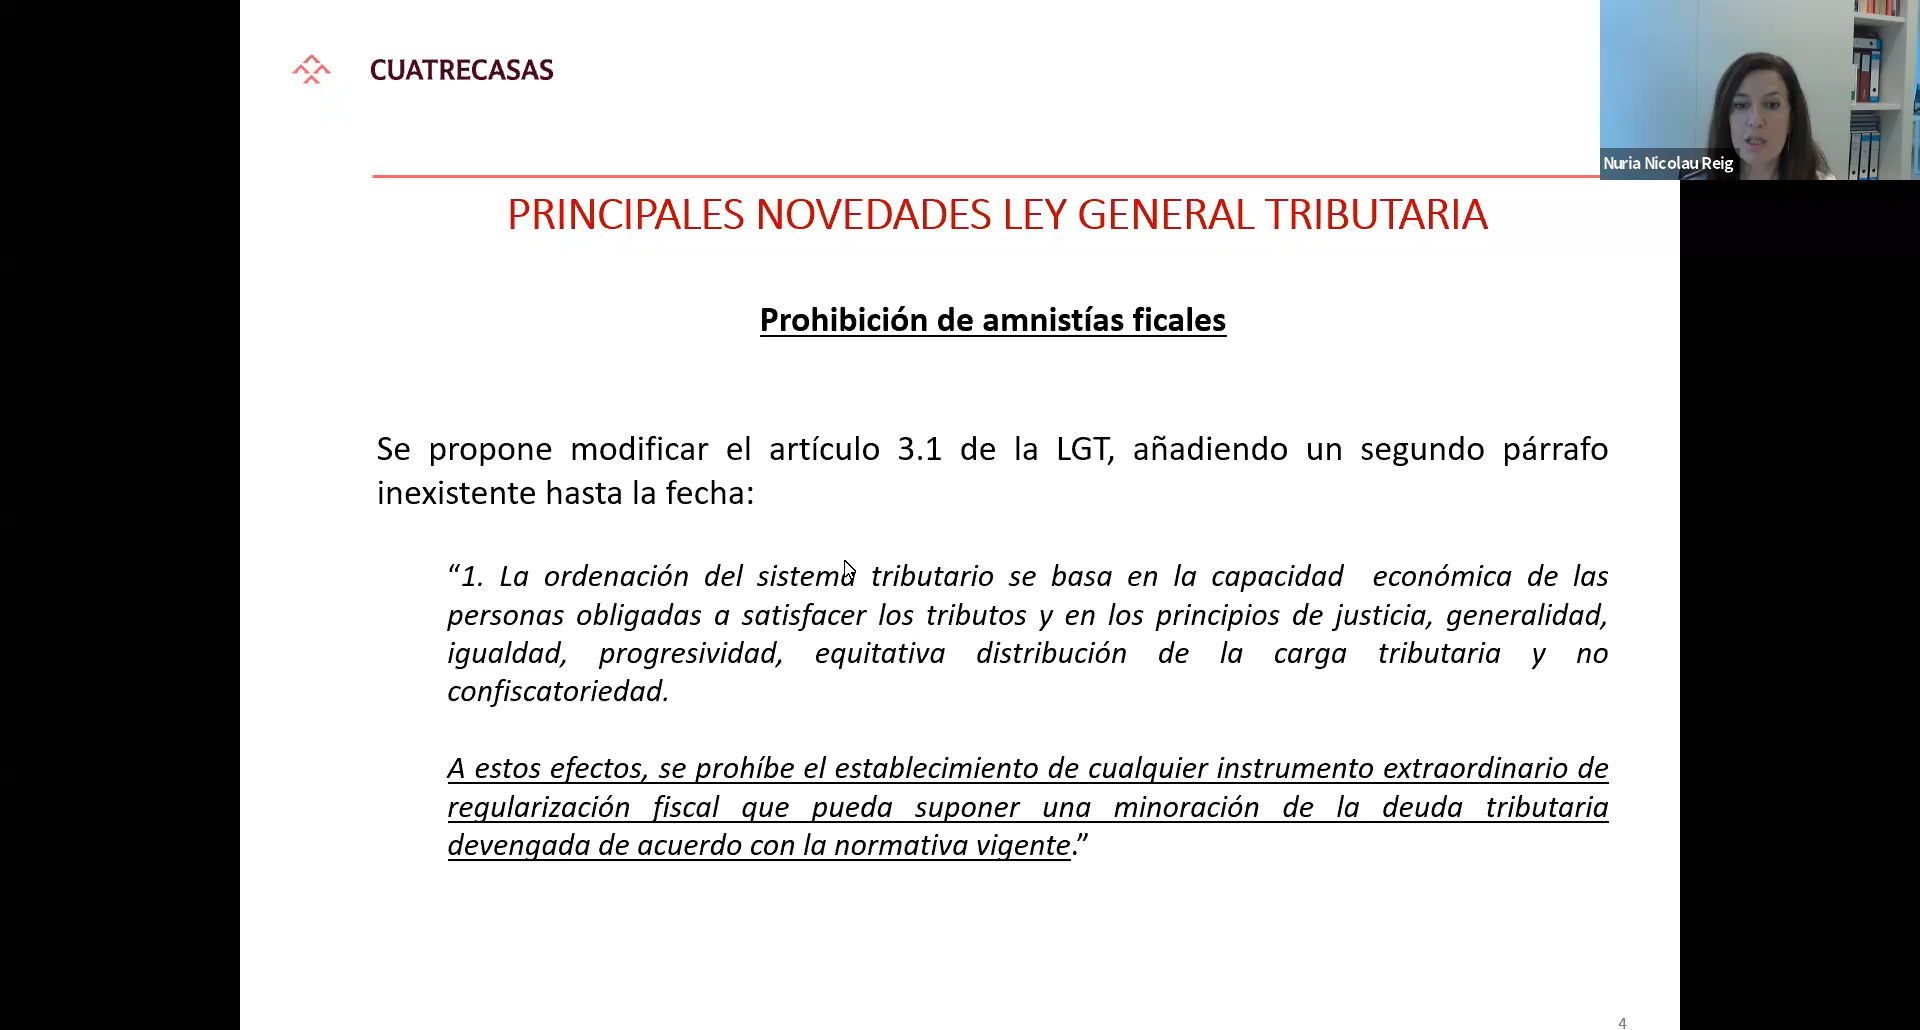 CUATRECASAS
Nuria Nicolau Reig
PRINCIPALES NOVEDADES LEY GENERAL TRIBUTARIA
Prohibición de amnistías ficales
Se propone modificar el artículo 3.1 de la LGT, añadiendo un segundo párrafo
inexistente hasta la fecha:
“1. La ordenación del sistema tributario se basa en la capacidad económica de las
personas obligadas a satisfacer los tributos y en los principios de justicia, generalidad,
igualdad, progresividad, equitativa distribución de la carga tributaria y no
confiscatoriedad.
A estos efectos, se prohíbe el establecimiento de cualquier instrumento extraordinario de
regularización fiscal que pueda suponer una minoración de la deuda tributaria
devengada de acuerdo con la normativa vigente.”
4